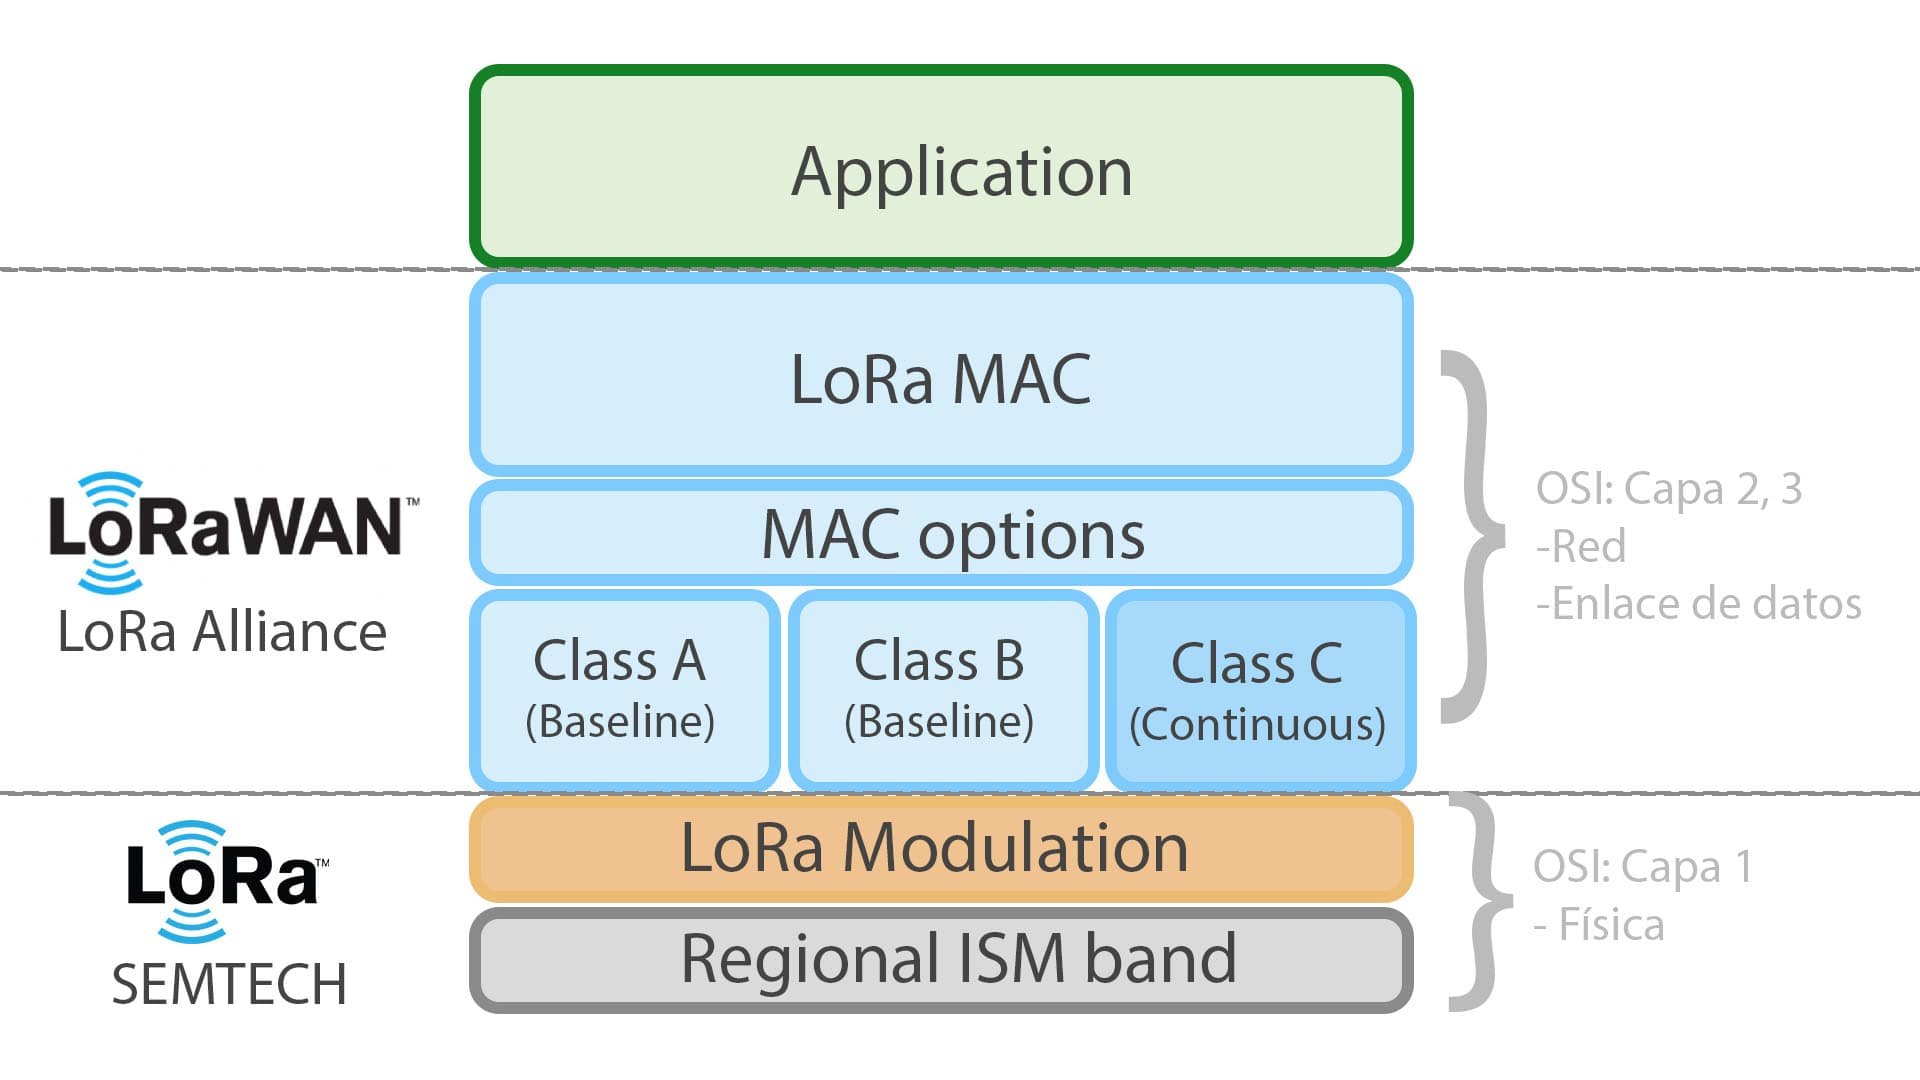 Application
LoRa MAC
MAC options
Class A
(Baseline)
Class B
(Baseline)
Class C
(Continuous)
LoRa Modulation
Regional ISM band
LoRaWAN™
LoRa Alliance
LoRa™
SEMTECH
OSI: Capa 2, 3
-Red
-Enlace de datos
OSI: Capa 1
- Física